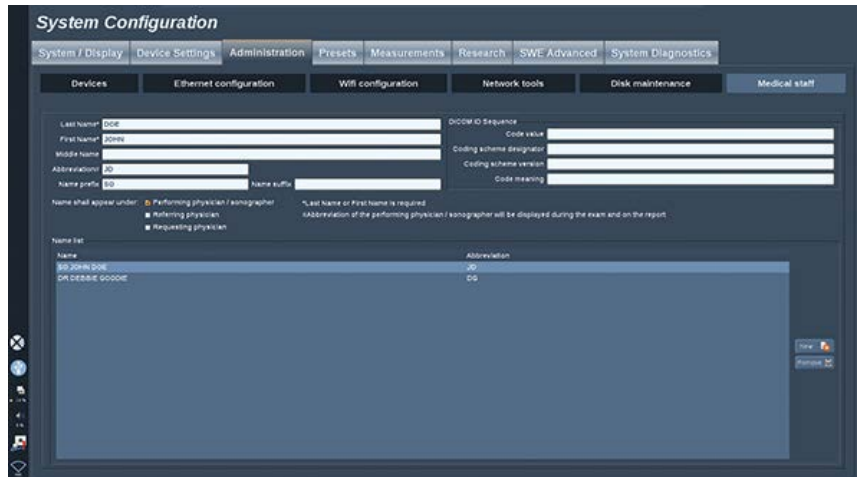 System Configuration
System / Display Device Settings Administration Presets Measurements Research SWE Advanced System Diagnostics
Devices Ethernet configuration Wifi configuration Network tools Disk maintenance Medical staff
Last Name* DOE
First Name* JOHN
Middle Name
Abbreviation# JD
Name prefix SG Name suffix
DICOM ID Sequence
Code value
Coding scheme designator
Coding scheme version
Code meaning
Name shall appear under: Performing physician / sonographer
Referring physician
Requesting physician
*Last Name or First Name is required
#Abbreviation of the performing physician / sonographer will be displayed during the exam and on the report
Name list
Name Abbreviation
SG JOHN DOE JD
DR DEBBIE GOODIE DG
New
Remove